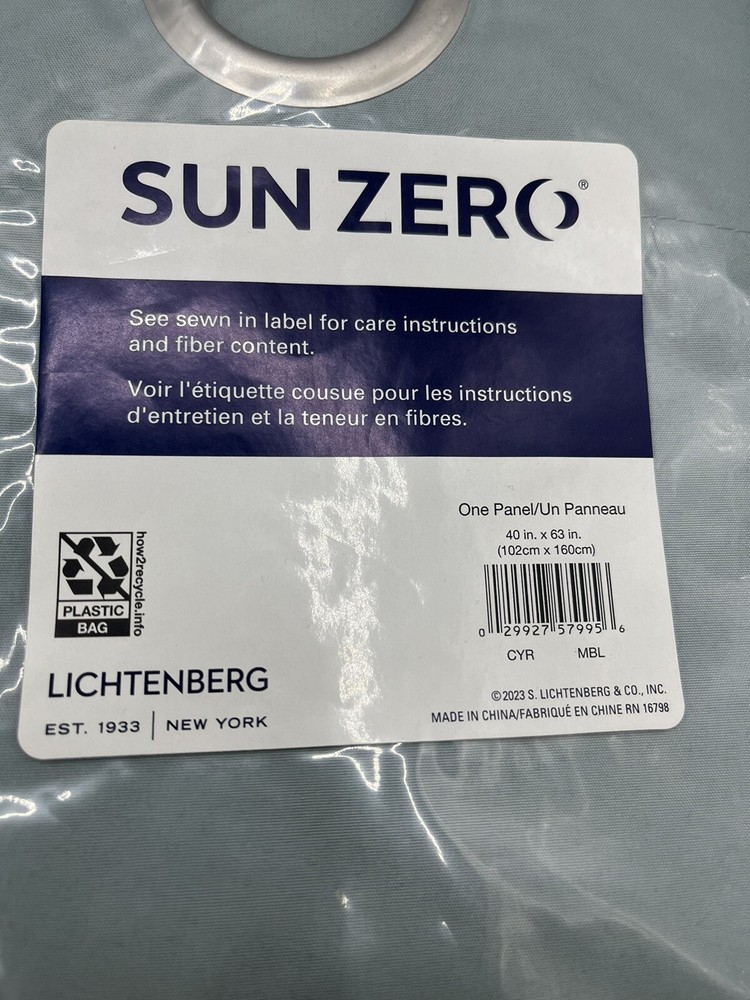 SUN ZERO®
See sewn in label for care instructions
and fiber content.
Voir l'étiquette cousue pour les instructions
d'entretien et la teneur en fibres.
One Panel/Un Panneau
40 in. x 63 in.
(102cm x 160cm)
0 29927 57995 6
CYR MBL
how2recycle.info
PLASTIC
BAG
LICHTENBERG
EST. 1933 | NEW YORK
©2023 S. LICHTENBERG & CO., INC.
MADE IN CHINA/FABRIQUÉ EN CHINE RN 16798